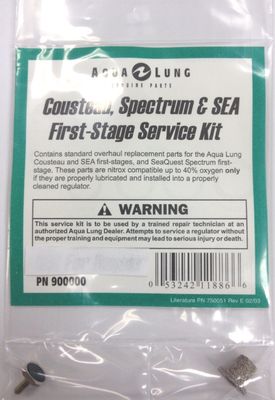 AQUA LUNG
GENUINE PARTS
Cousteau, Spectrum & SEA
First-Stage Service Kit
Contains standard overhaul replacement parts for the Aqua Lung
Cousteau and SEA first-stages, and SeaQuest Spectrum first-
stage. These parts are nitrox compatible up to 40% oxygen only
if they are properly lubricated and installed into a properly
cleaned regulator.
WARNING
This service kit is to be used by a trained repair technician at an
authorized Aqua Lung Dealer. Attempts to service a regulator without
the proper training and equipment may lead to serious injury or death.
PN 900000
0 53242 11886 6
Literature PN 750051 Rev E 02/03